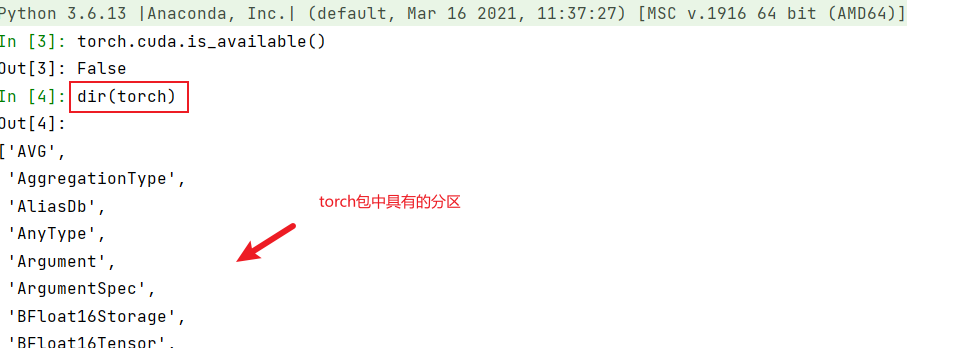 Python 3.6.13 |Anaconda, Inc.| (default, Mar 16 2021, 11:37:27) [MSC v.1916 64 bit (AMD64)]
In [3]: torch.cuda.is_available()
Out[3]: False
In [4]: dir(torch)
Out[4]:
['AVG',
'AggregationType',
'AliasDb',
torch包中具有的分区
'AnyType',
'Argument',
'ArgumentSpec',
'BFloat16Storage',
'BFloat16Tensor',